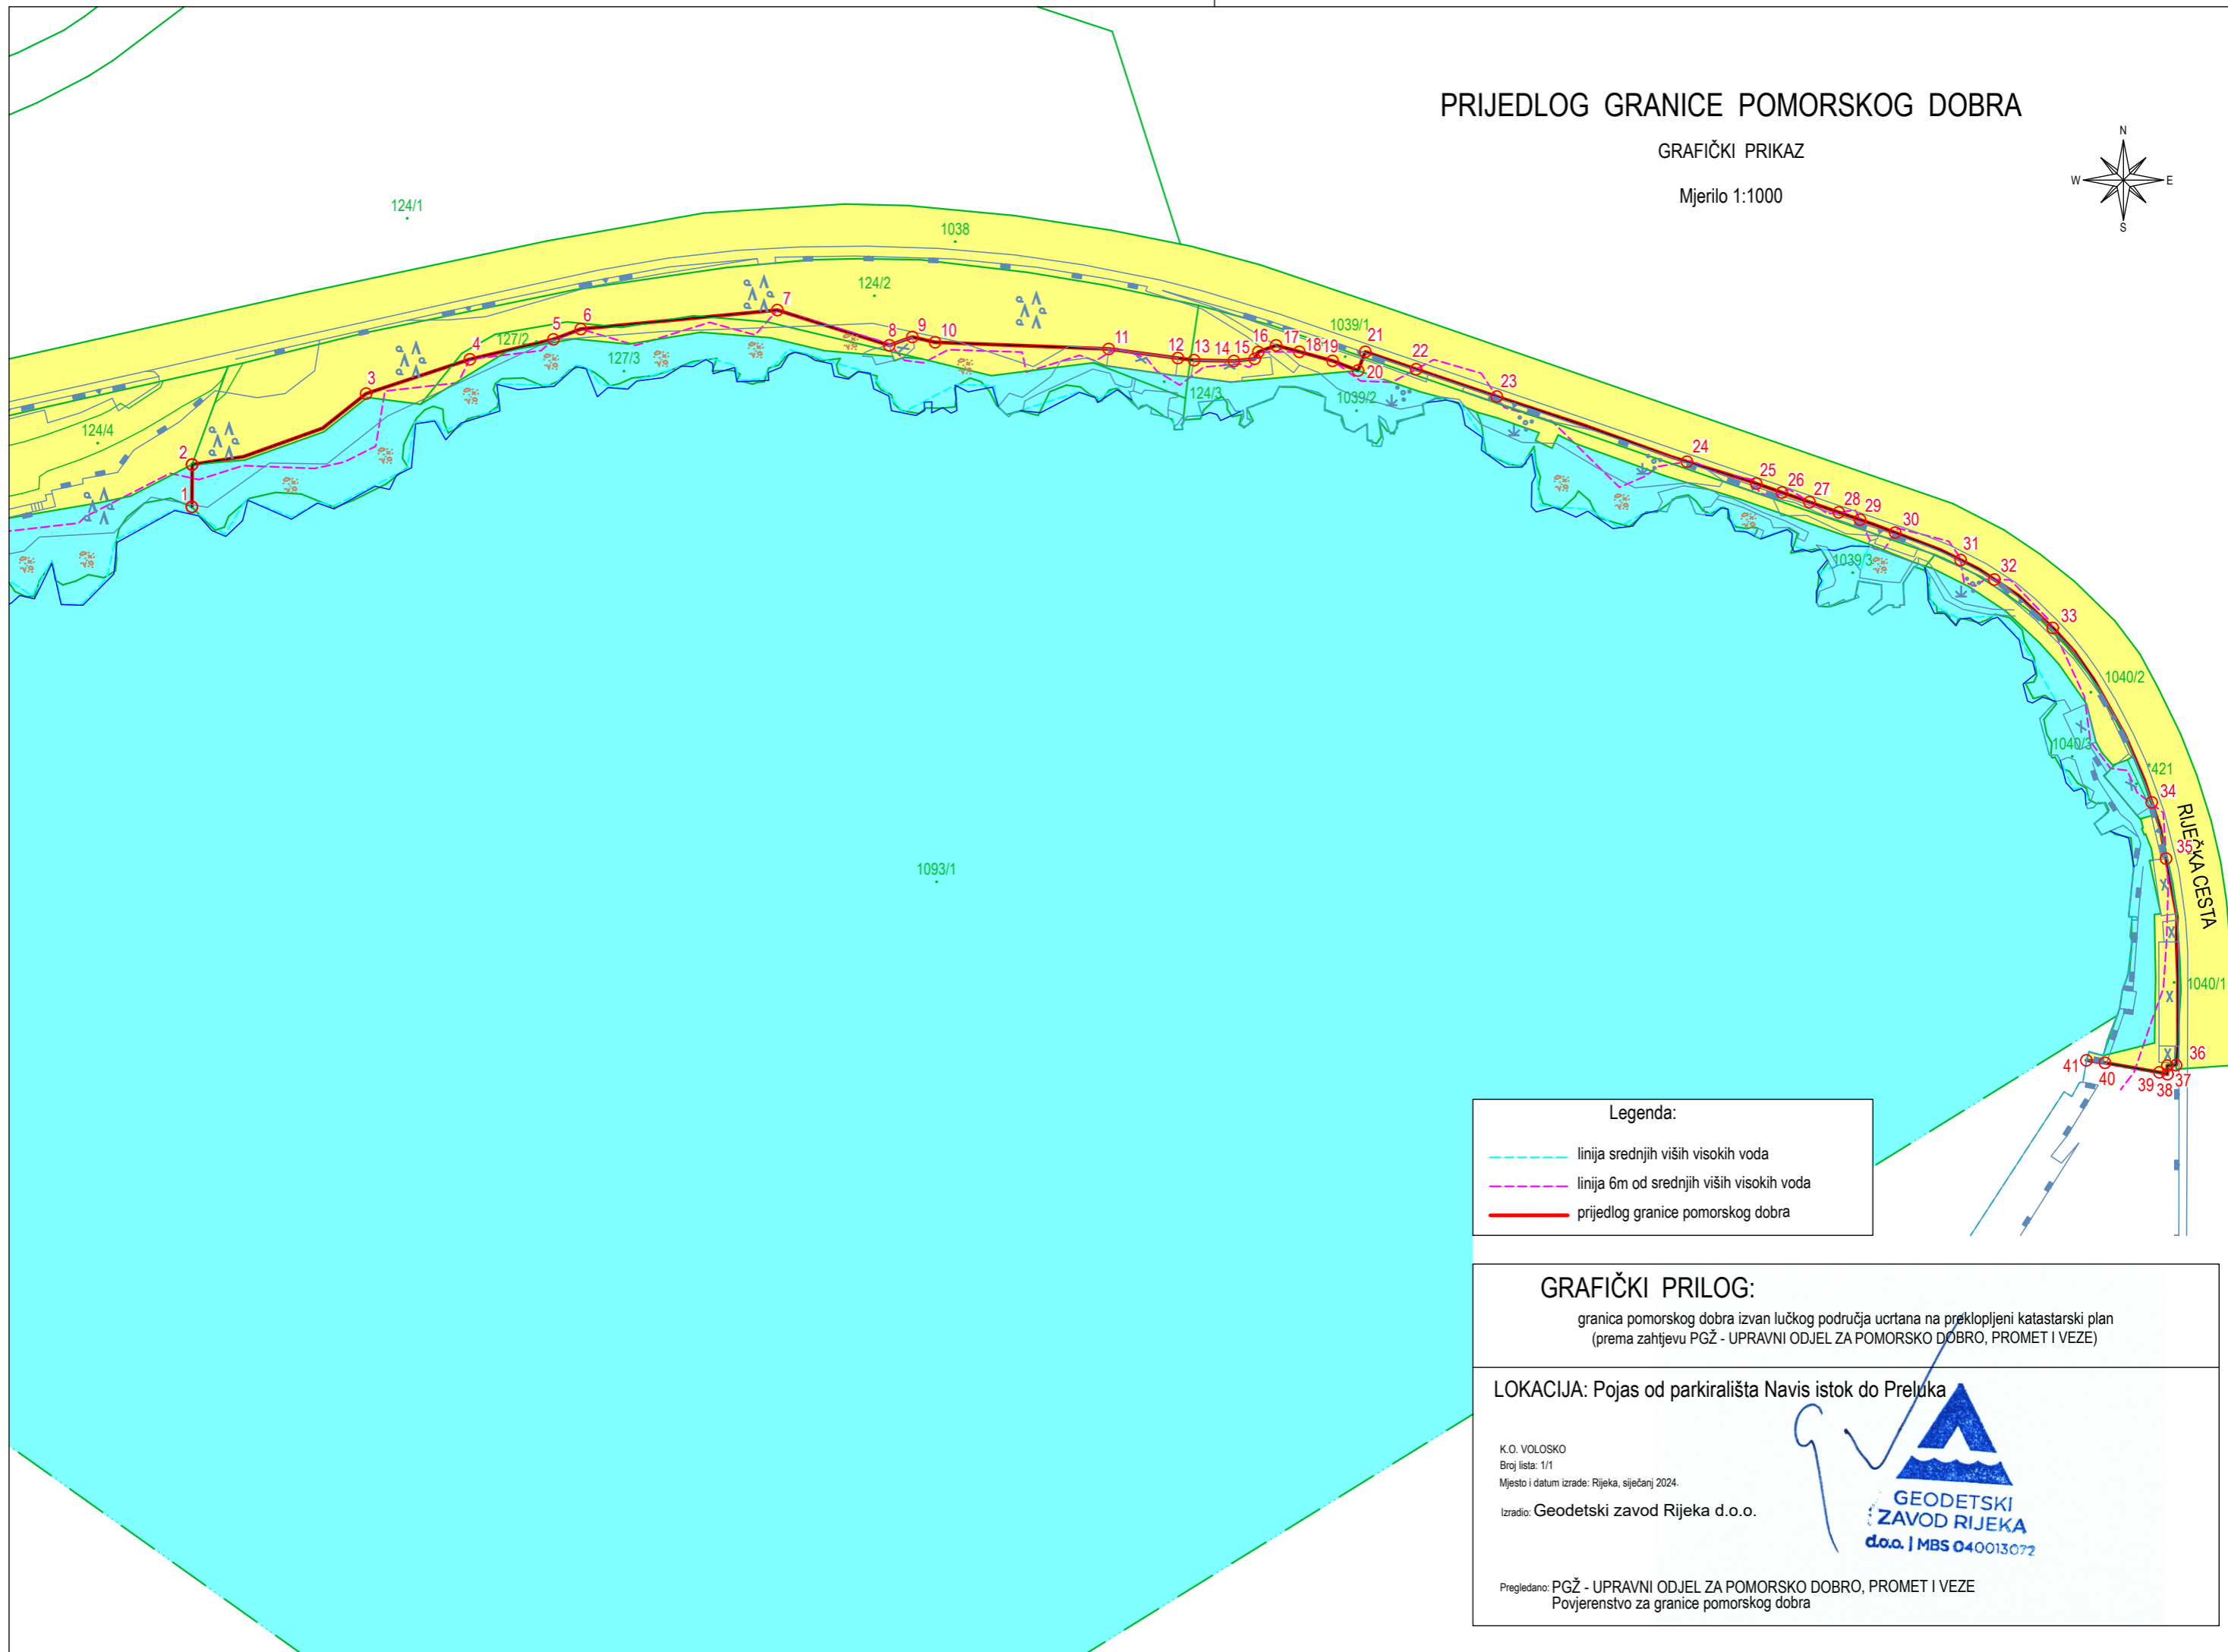 PRIJEDLOG GRANICE POMORSKOG DOBRA
GRAFIČKI PRIKAZ
Mjerilo 1:1000
N
W
E
S
124/1
1038
124/2
127/2
127/3
124/4
124/3
1039/1
1039/2
1039/3
1040/2
1040/3
*421
1040/1
1093/1
RIJEČKA CESTA
1
2
3
4
5
6
7
8
9
10
11
12
13
14
15
16
17
18
19
20
21
22
23
24
25
26
27
28
29
30
31
32
33
34
35
36
37
38
39
40
41
Legenda:
linija srednjih viših visokih voda
linija 6m od srednjih viših visokih voda
prijedlog granice pomorskog dobra
GRAFIČKI PRILOG:
granica pomorskog dobra izvan lučkog područja ucrtana na preklopljeni katastarski plan
(prema zahtjevu PGŽ - UPRAVNI ODJEL ZA POMORSKO DOBRO, PROMET I VEZE)
LOKACIJA: Pojas od parkirališta Navis istok do Preluka
K.O. VOLOSKO
Broj lista: 1/1
Mjesto i datum izrade: Rijeka, siječanj 2024.
Izradio: Geodetski zavod Rijeka d.o.o.
GEODETSKI
ZAVOD RIJEKA
d.o.o. | MBS 040013072
Pregledano: PGŽ - UPRAVNI ODJEL ZA POMORSKO DOBRO, PROMET I VEZE
Povjerenstvo za granice pomorskog dobra